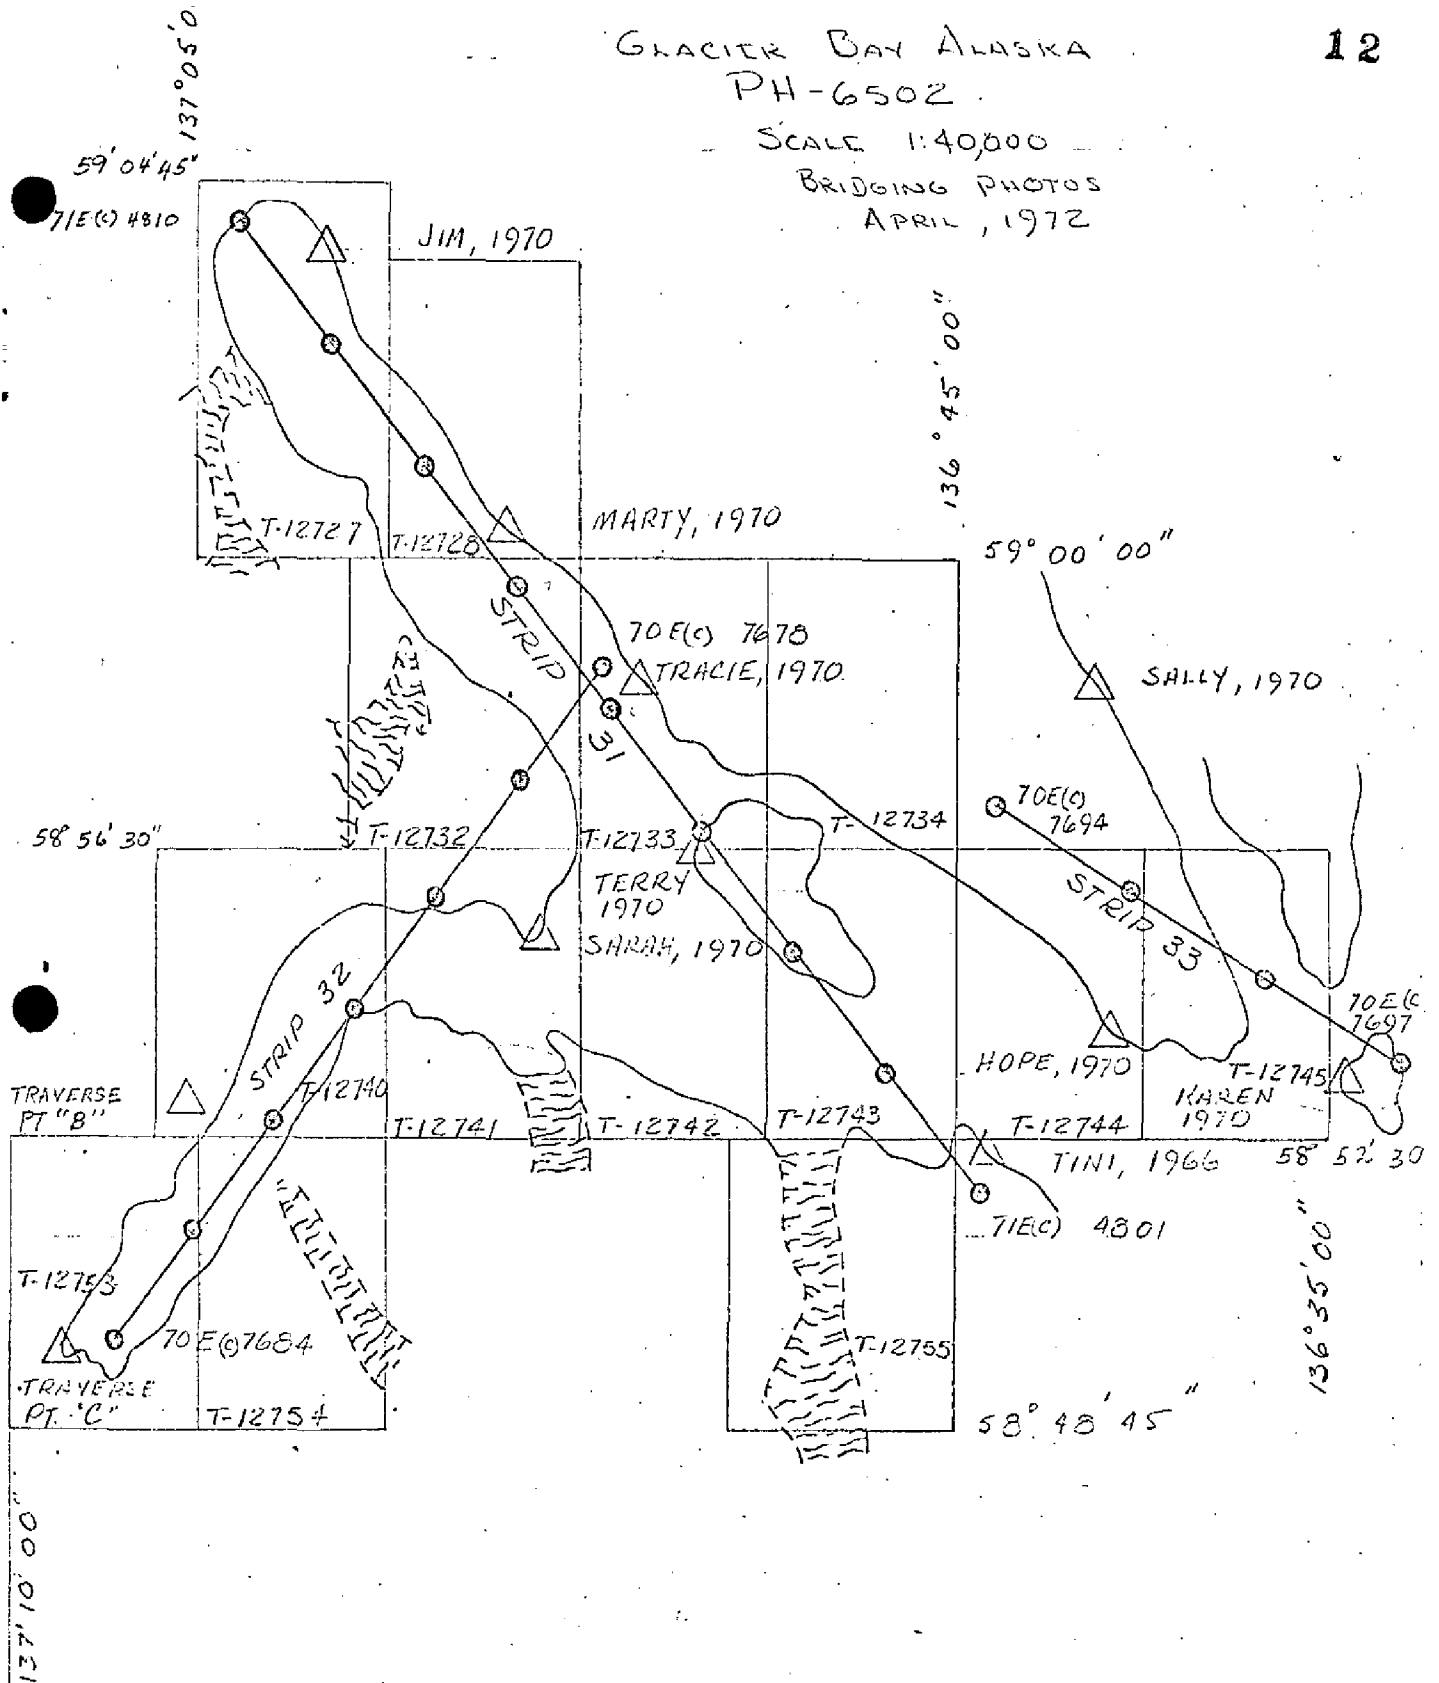 GLACIER BAY ALASKA
12
PH-6502
SCALE 1:40,000
BRIDGING PHOTOS
APRIL, 1972
137°05'0
59°04'45"
71E(C) 4810
JIM, 1970
136°45'00"
T-12727
T-12728
MARTY, 1970
59°00'00"
STRIP
31
70E(C) 7678
TRACIE, 1970
SALLY, 1970
70E(C)
7694
58°56'30"
T-12732
T-12733
T-12734
TERRY
1970
SARAH, 1970
STRIP 33
STRIP 32
70E(C
7697
HOPE, 1970
T-12745
KAREN
1970
TRAVERSE
PT "B"
T-12740
T-12741
T-12742
T-12743
T-12744
TINI, 1966
58°52'30
71E(C) 4801
T-12753
70E(C)7684
T-12755
136°35'00"
TRAVERSE
PT. "C"
T-12754
58°48'45"
137°10'00"